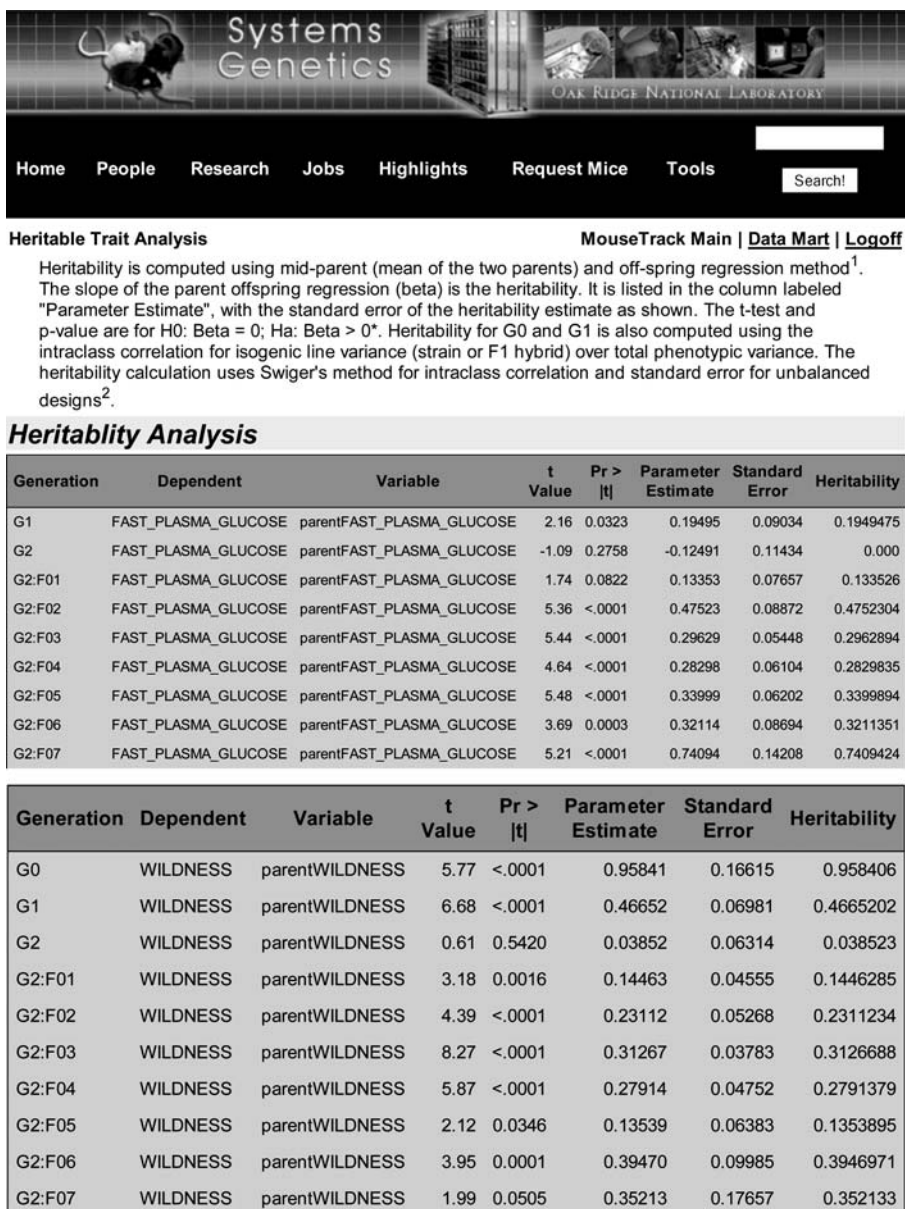 Systems
Genetics
OAK RIDGE NATIONAL LABORATORY
Home People Research Jobs Highlights Request Mice Tools Search!
Heritable Trait Analysis MouseTrack Main | Data Mart | Logoff
Heritability is computed using mid-parent (mean of the two parents) and off-spring regression method1.
The slope of the parent offspring regression (beta) is the heritability. It is listed in the column labeled
"Parameter Estimate", with the standard error of the heritability estimate as shown. The t-test and
p-value are for H0: Beta = 0; Ha: Beta > 0*. Heritability for G0 and G1 is also computed using the
intraclass correlation for isogenic line variance (strain or F1 hybrid) over total phenotypic variance. The
heritability calculation uses Swiger's method for intraclass correlation and standard error for unbalanced
designs2.
Heritablity Analysis
Generation Dependent Variable t Value Pr > |t| Parameter Estimate Standard Error Heritability
G1 FAST_PLASMA_GLUCOSE parentFAST_PLASMA_GLUCOSE 2.16 0.0323 0.19495 0.09034 0.1949475
G2 FAST_PLASMA_GLUCOSE parentFAST_PLASMA_GLUCOSE -1.09 0.2758 -0.12491 0.11434 0.000
G2:F01 FAST_PLASMA_GLUCOSE parentFAST_PLASMA_GLUCOSE 1.74 0.0822 0.13353 0.07657 0.133526
G2:F02 FAST_PLASMA_GLUCOSE parentFAST_PLASMA_GLUCOSE 5.36 <.0001 0.47523 0.08872 0.4752304
G2:F03 FAST_PLASMA_GLUCOSE parentFAST_PLASMA_GLUCOSE 5.44 <.0001 0.29629 0.05448 0.2962894
G2:F04 FAST_PLASMA_GLUCOSE parentFAST_PLASMA_GLUCOSE 4.64 <.0001 0.28298 0.06104 0.2829835
G2:F05 FAST_PLASMA_GLUCOSE parentFAST_PLASMA_GLUCOSE 5.48 <.0001 0.33999 0.06202 0.3399894
G2:F06 FAST_PLASMA_GLUCOSE parentFAST_PLASMA_GLUCOSE 3.69 0.0003 0.32114 0.08694 0.3211351
G2:F07 FAST_PLASMA_GLUCOSE parentFAST_PLASMA_GLUCOSE 5.21 <.0001 0.74094 0.14208 0.7409424
Generation Dependent Variable t Value Pr > |t| Parameter Estimate Standard Error Heritability
G0 WILDNESS parentWILDNESS 5.77 <.0001 0.95841 0.16615 0.958406
G1 WILDNESS parentWILDNESS 6.68 <.0001 0.46652 0.06981 0.4665202
G2 WILDNESS parentWILDNESS 0.61 0.5420 0.03852 0.06314 0.038523
G2:F01 WILDNESS parentWILDNESS 3.18 0.0016 0.14463 0.04555 0.1446285
G2:F02 WILDNESS parentWILDNESS 4.39 <.0001 0.23112 0.05268 0.2311234
G2:F03 WILDNESS parentWILDNESS 8.27 <.0001 0.31267 0.03783 0.3126688
G2:F04 WILDNESS parentWILDNESS 5.87 <.0001 0.27914 0.04752 0.2791379
G2:F05 WILDNESS parentWILDNESS 2.12 0.0346 0.13539 0.06383 0.1353895
G2:F06 WILDNESS parentWILDNESS 3.95 0.0001 0.39470 0.09985 0.3946971
G2:F07 WILDNESS parentWILDNESS 1.99 0.0505 0.35213 0.17657 0.352133